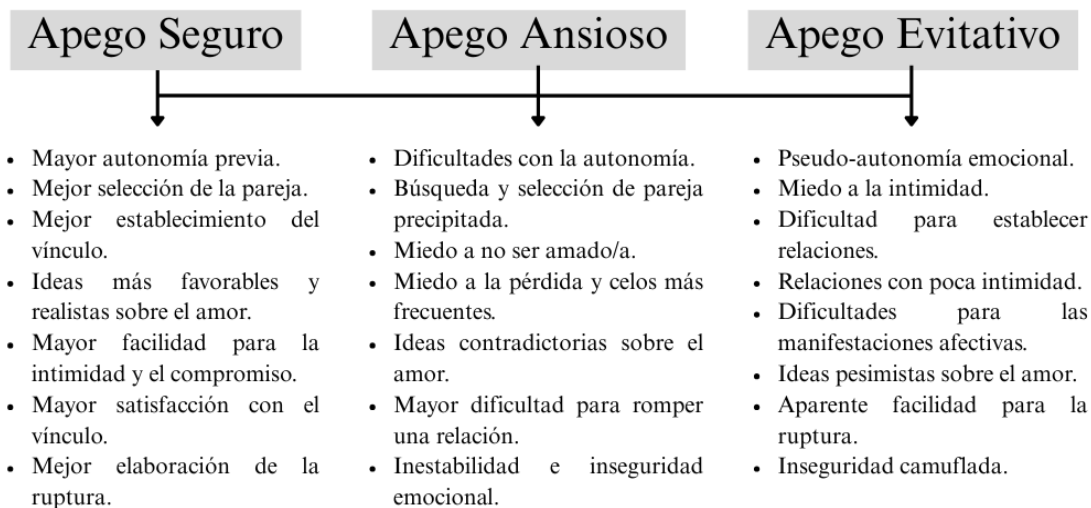 Apego Seguro
• Mayor autonomía previa.
• Mejor selección de la pareja.
• Mejor establecimiento del
vínculo.
• Ideas más favorables y
realistas sobre el amor.
• Mayor facilidad para la
intimidad y el compromiso.
• Mayor satisfacción con el
vínculo.
• Mejor elaboración de la
ruptura.
Apego Ansioso
• Dificultades con la autonomía.
• Búsqueda y selección de pareja
precipitada.
• Miedo a no ser amado/a.
• Miedo a la pérdida y celos más
frecuentes.
• Ideas contradictorias sobre el
amor.
• Mayor dificultad para romper
una relación.
• Inestabilidad e inseguridad
emocional.
Apego Evitativo
• Pseudo-autonomía emocional.
• Miedo a la intimidad.
• Dificultad para establecer
relaciones.
• Relaciones con poca intimidad.
• Dificultades para las
manifestaciones afectivas.
• Ideas pesimistas sobre el amor.
• Aparente facilidad para la
ruptura.
• Inseguridad camuflada.